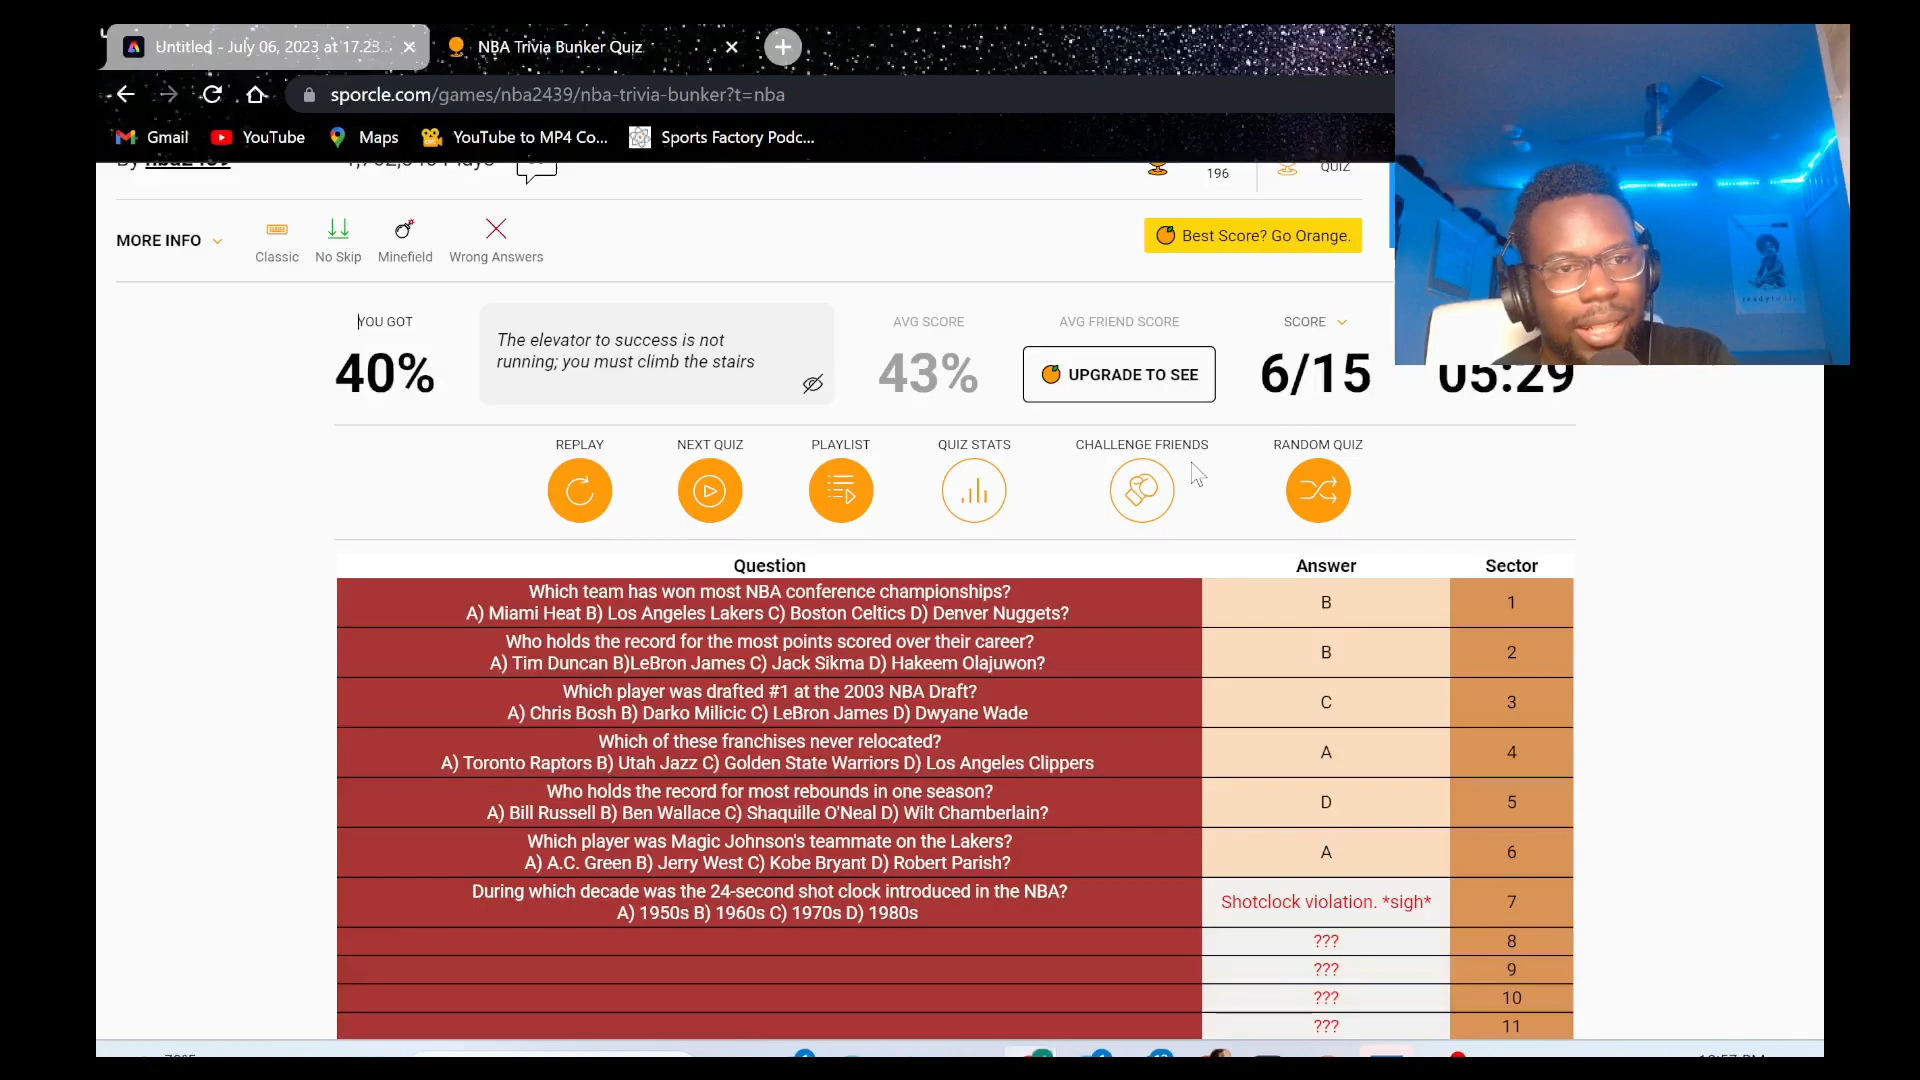 Untitled - July 06, 2023 at 17.23...
NBA Trivia Bunker Quiz
sporcle.com/games/nba2439/nba-trivia-bunker?t=nba
Gmail
YouTube
Maps
YouTube to MP4 Co...
Sports Factory Podc...
By nba2439
196
QUIZ
MORE INFO
Classic
No Skip
Minefield
Wrong Answers
Best Score? Go Orange.
YOU GOT
40%
The elevator to success is not
running; you must climb the stairs
AVG SCORE
43%
AVG FRIEND SCORE
UPGRADE TO SEE
SCORE
6/15
05:29
REPLAY
NEXT QUIZ
PLAYLIST
QUIZ STATS
CHALLENGE FRIENDS
RANDOM QUIZ
Question Answer Sector
Which team has won most NBA conference championships?
A) Miami Heat B) Los Angeles Lakers C) Boston Celtics D) Denver Nuggets?
B 1
Who holds the record for the most points scored over their career?
A) Tim Duncan B)LeBron James C) Jack Sikma D) Hakeem Olajuwon?
B 2
Which player was drafted #1 at the 2003 NBA Draft?
A) Chris Bosh B) Darko Milicic C) LeBron James D) Dwyane Wade
C 3
Which of these franchises never relocated?
A) Toronto Raptors B) Utah Jazz C) Golden State Warriors D) Los Angeles Clippers
A 4
Who holds the record for most rebounds in one season?
A) Bill Russell B) Ben Wallace C) Shaquille O'Neal D) Wilt Chamberlain?
D 5
Which player was Magic Johnson's teammate on the Lakers?
A) A.C. Green B) Jerry West C) Kobe Bryant D) Robert Parish?
A 6
During which decade was the 24-second shot clock introduced in the NBA?
A) 1950s B) 1960s C) 1970s D) 1980s
Shotclock violation. *sigh* 7
??? 8
??? 9
??? 10
??? 11